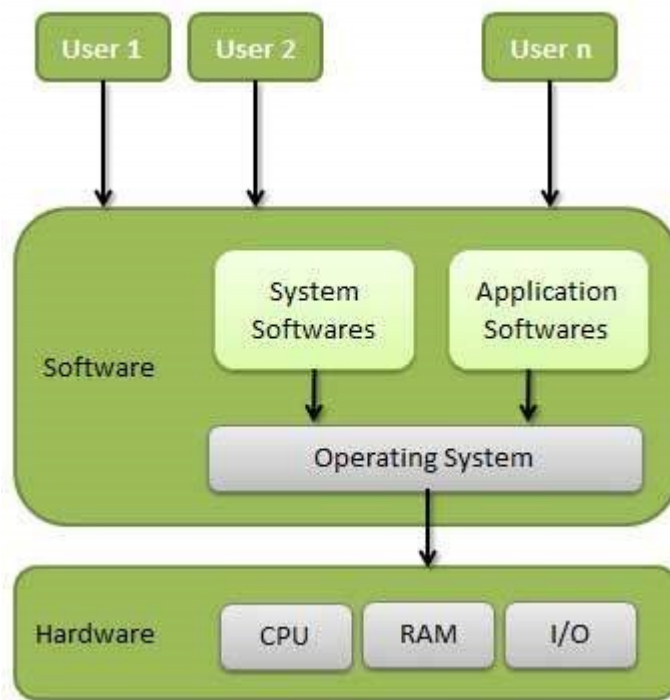 User 1
User 2
User n
System
Softwares
Application
Softwares
Software
Operating System
Hardware
CPU
RAM
I/O